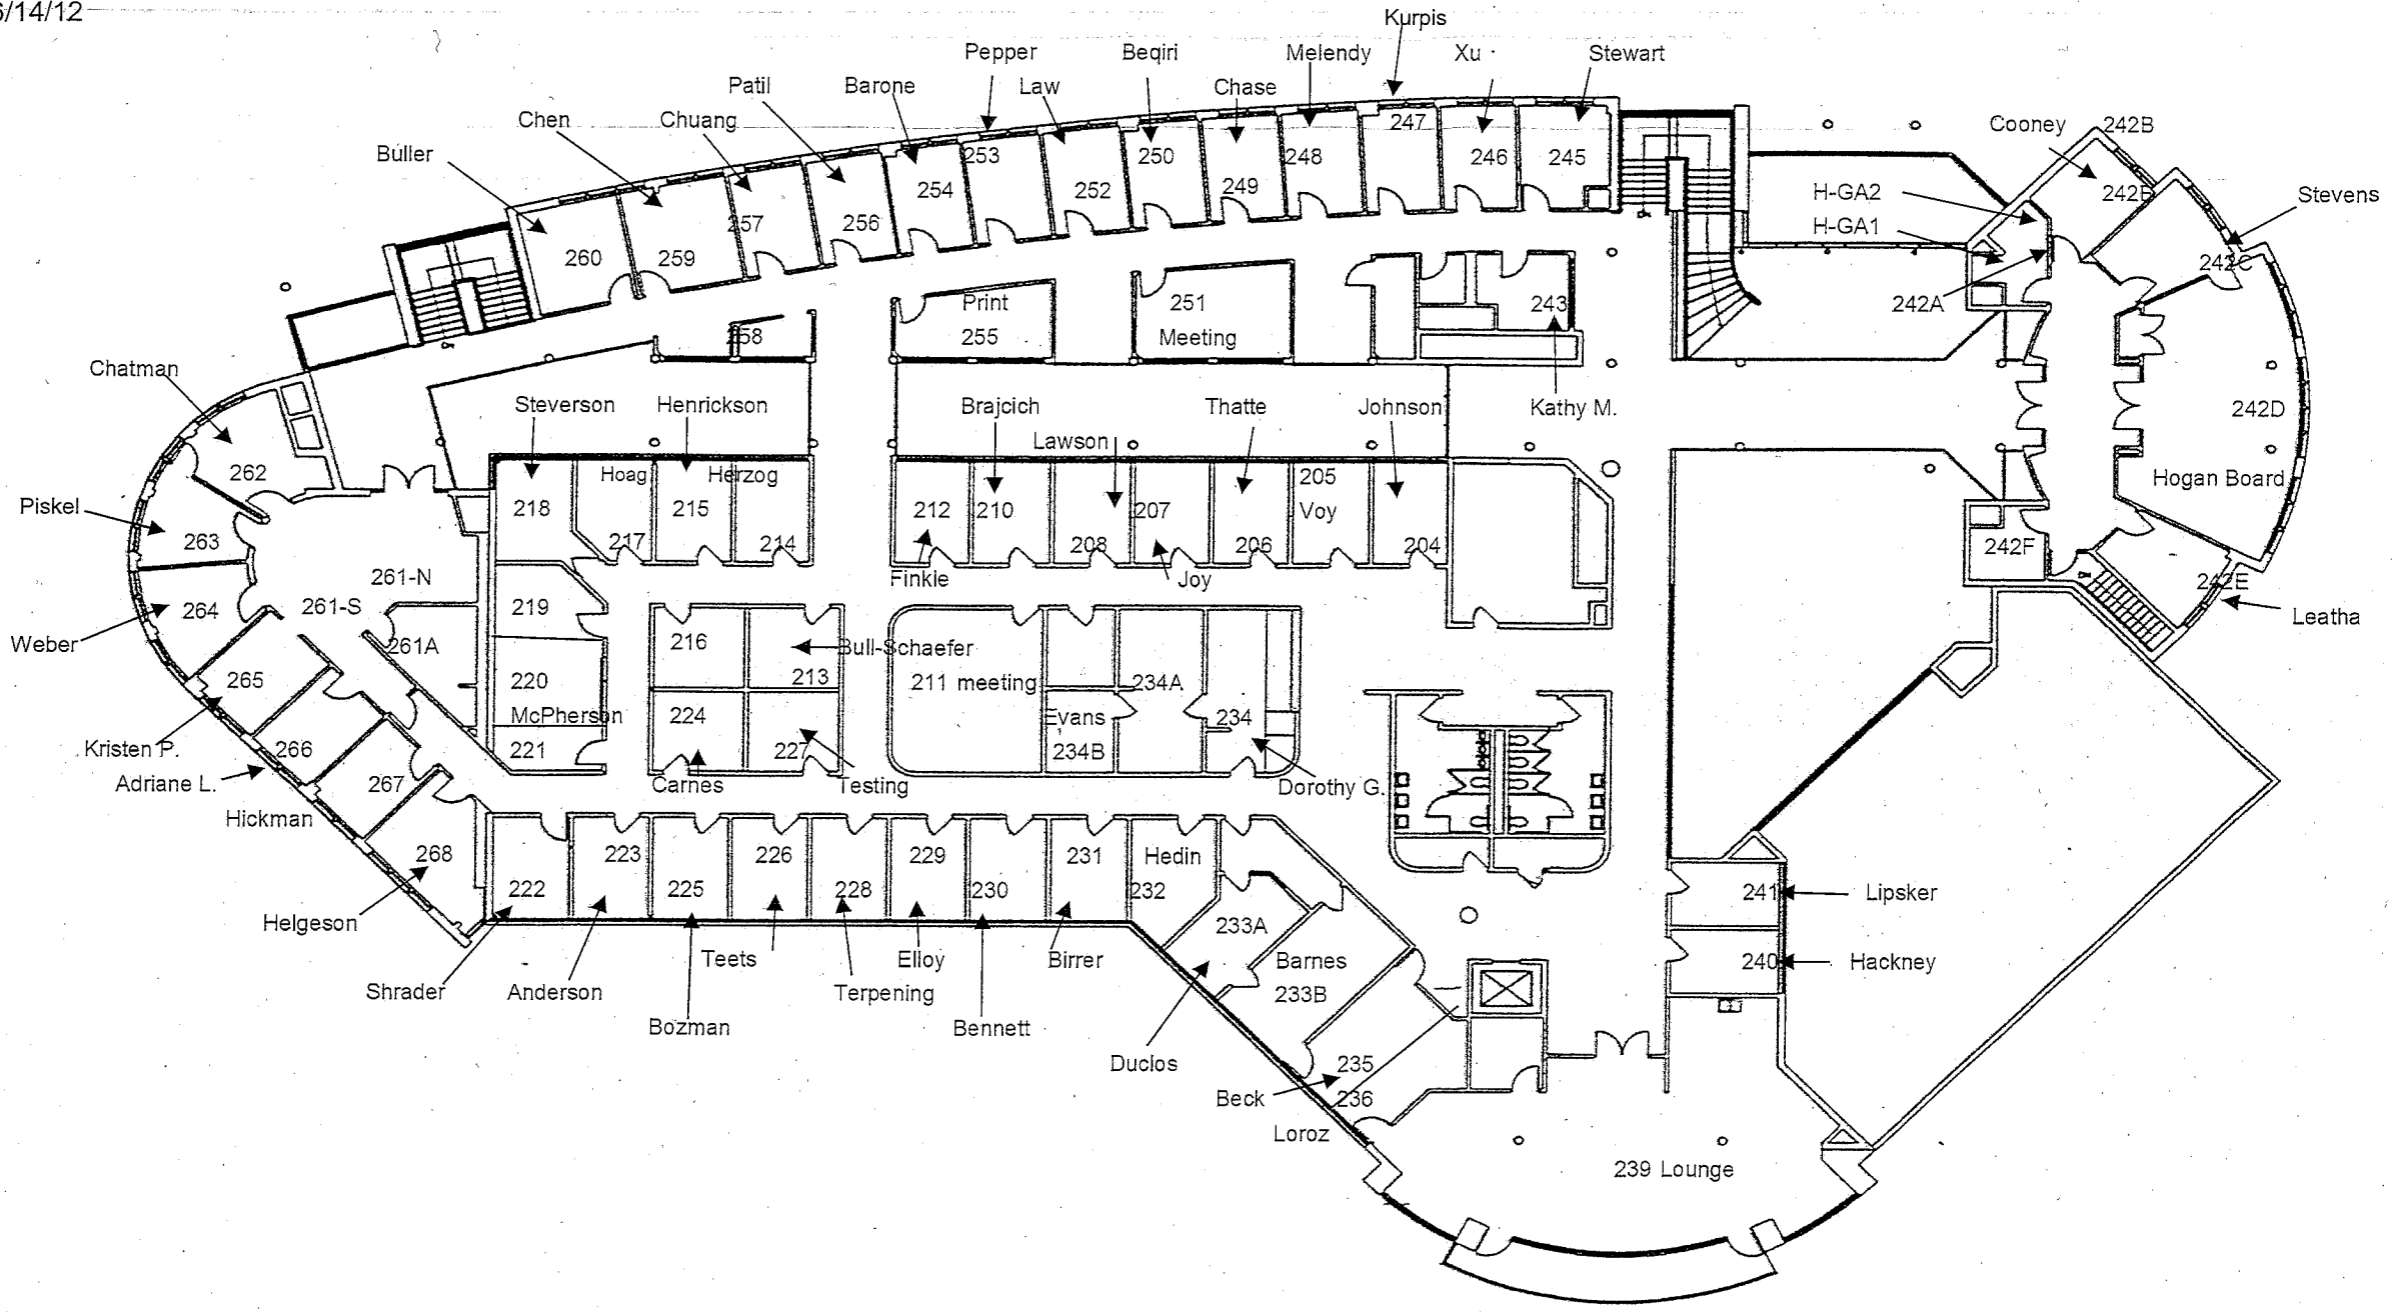 6/14/12
Kurpis
Pepper
Beqiri
Melendy
Xu
Stewart
Patil
Barone
Law
Chase
Chen
Chuang
Buller
247
Cooney
242B
253
250
248
246
245
254
252
249
H-GA2
242B
Stevens
257
256
H-GA1
260
259
242C
Print
251
243
242A
258
255
Meeting
Chatman
Steverson
Henrickson
Brajcich
Thatte
Johnson
Kathy M.
242D
Lawson
262
Hoag
Herzog
205
Hogan Board
Piskel
218
215
212
210
207
Voy
263
217
214
208
206
204
242F
261-N
Finkle
Joy
242E
264
261-S
219
Leatha
Weber
261A
216
Bull-Schaefer
265
220
213
211 meeting
234A
McPherson
224
Evans
234
Kristen P.
266
221
227
234B
Adriane L.
267
Carnes
Testing
Dorothy G.
Hickman
268
223
226
229
231
Hedin
222
225
228
230
232
241
Lipsker
Helgeson
233A
Teets
Elloy
Birrer
Barnes
240
Hackney
Shrader
Anderson
Terpening
233B
Bozman
Bennett
Duclos
235
Beck
236
Loroz
239 Lounge